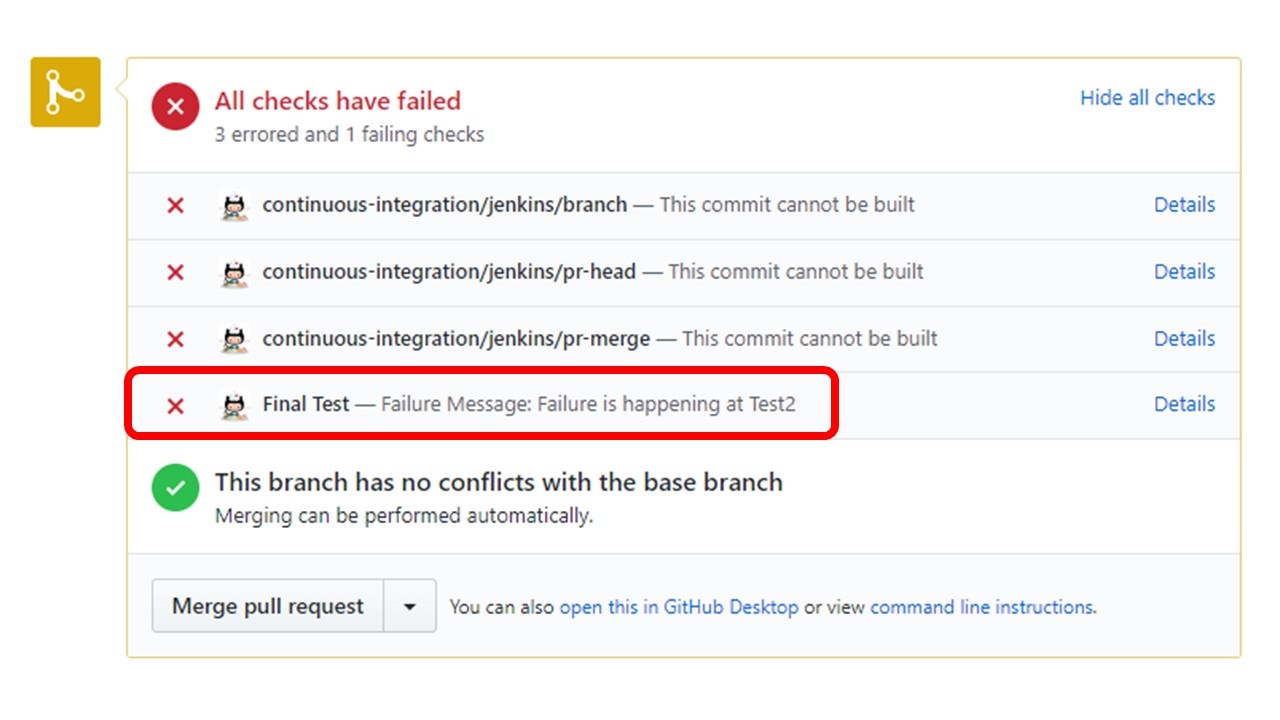 All checks have failed
Hide all checks
3 errored and 1 failing checks
continuous-integration/jenkins/branch — This commit cannot be built Details
continuous-integration/jenkins/pr-head — This commit cannot be built Details
continuous-integration/jenkins/pr-merge — This commit cannot be built Details
Final Test — Failure Message: Failure is happening at Test2 Details
This branch has no conflicts with the base branch
Merging can be performed automatically.
Merge pull request You can also open this in GitHub Desktop or view command line instructions.